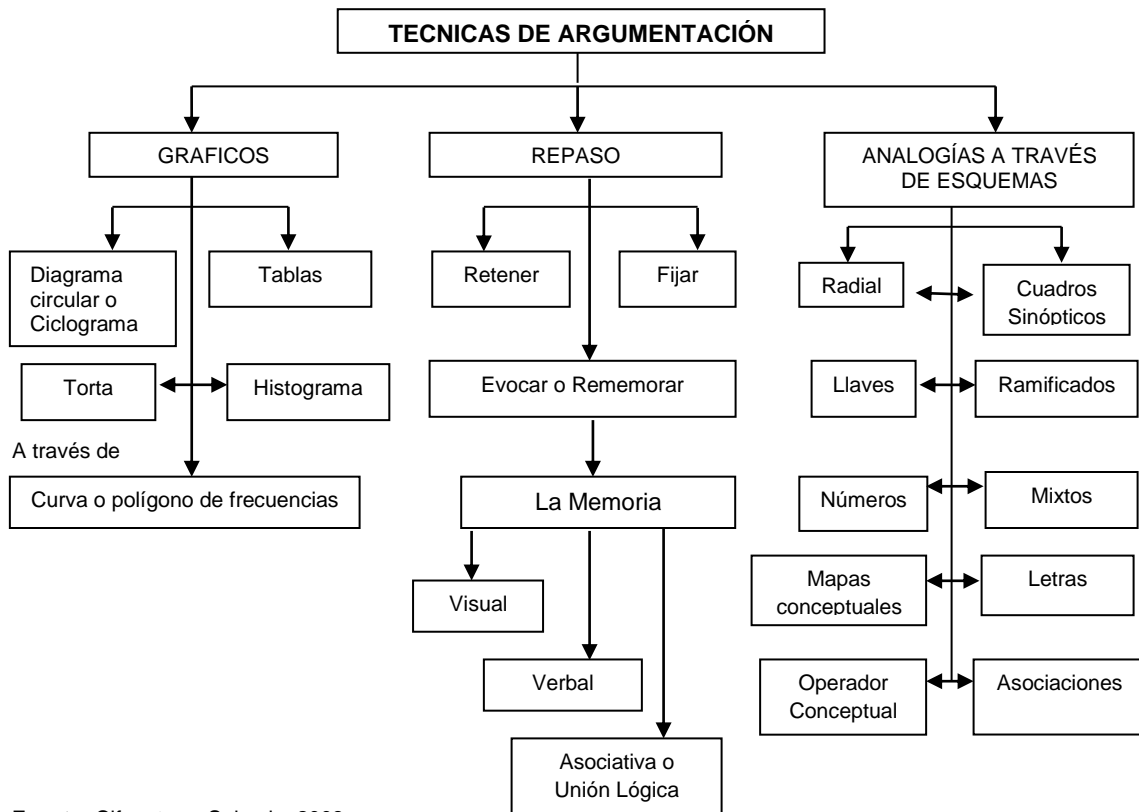 TECNICAS DE ARGUMENTACIÓN
GRAFICOS
REPASO
ANALOGÍAS A TRAVÉS
DE ESQUEMAS
Diagrama
circular o
Ciclograma
Tablas
Retener
Fijar
Radial
Cuadros
Sinópticos
Torta
Histograma
Evocar o Rememorar
Llaves
Ramificados
A través de
Curva o polígono de frecuencias
La Memoria
Números
Mixtos
Visual
Mapas
conceptuales
Letras
Verbal
Operador
Conceptual
Asociaciones
Asociativa o
Unión Lógica